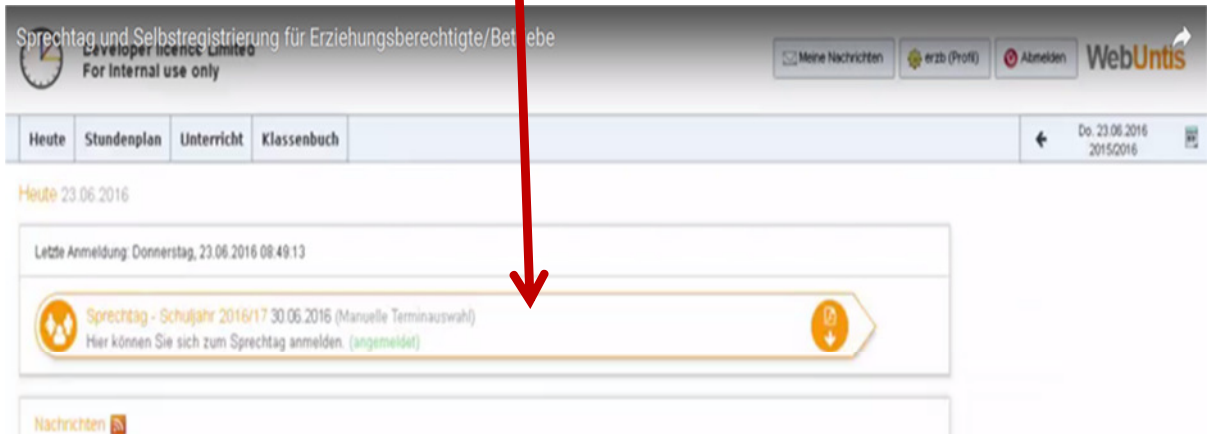 Sprechtag und Selbstregistrierung für Erziehungsberechtigte/Betriebe
Developer licence Limited
For Internal use only
Meine Nachrichten
erzb (Profil)
Abmelden
WebUntis
Heute
Stundenplan
Unterricht
Klassenbuch
Do. 23.06.2016
2015/2016
Heute 23.06.2016
Letzte Anmeldung: Donnerstag, 23.06.2016 08:49:13
Sprechtag - Schuljahr 2016/17 30.06.2016 (Manuelle Terminauswahl)
Hier können Sie sich zum Sprechtag anmelden. (angemeldet)
Nachrichten